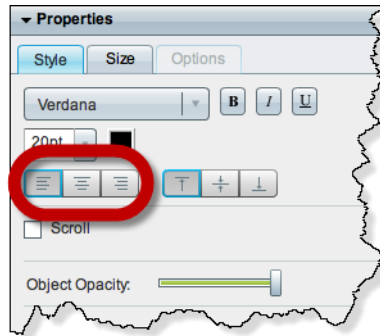 Properties
Style Size Options
Verdana B I U
20pt
Scroll
Object Opacity: